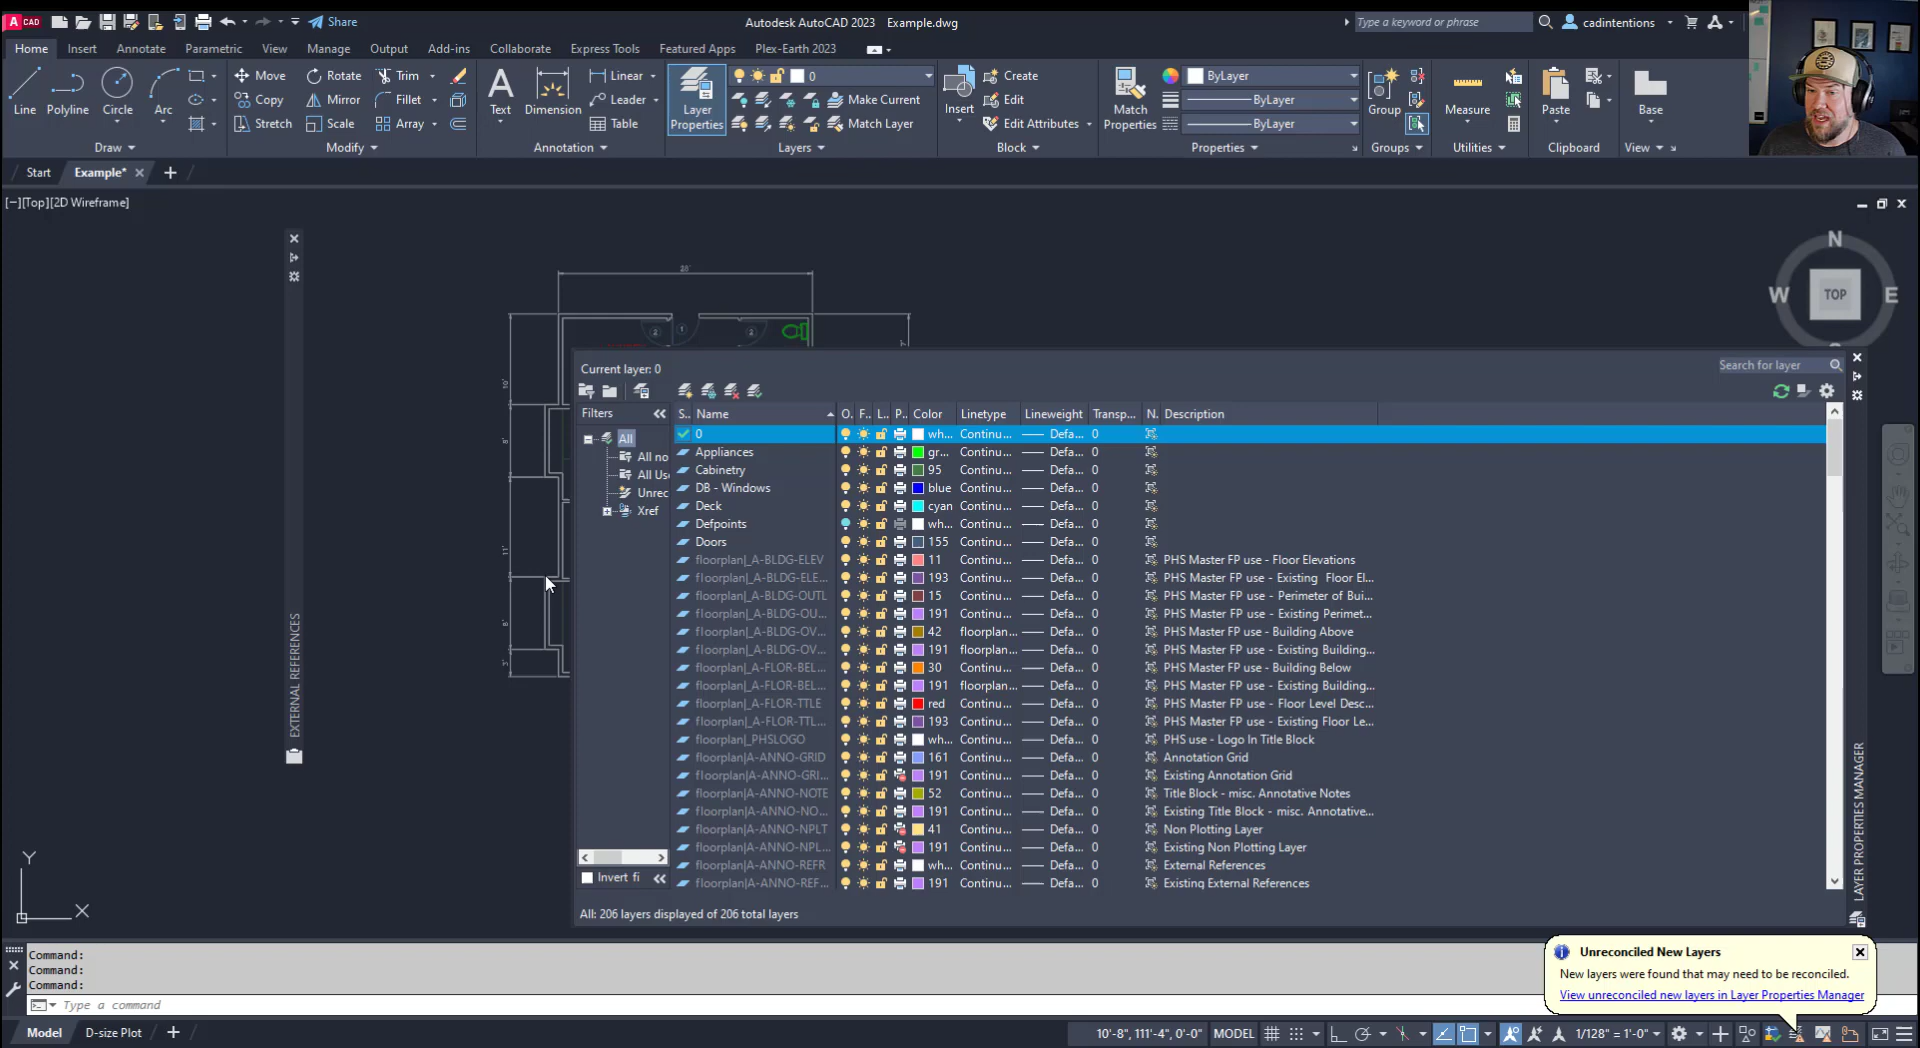 A CAD
Share
Autodesk AutoCAD 2023 Example.dwg
Type a keyword or phrase
cadintentions
Home Insert Annotate Parametric View Manage Output Add-ins Collaborate Express Tools Featured Apps Plex-Earth 2023
Line Polyline Circle Arc
Move Rotate Trim
Copy Mirror Fillet
Stretch Scale Array
Text Dimension
Linear
Leader
Table
Layer Properties
0
Make Current
Match Layer
Insert
Create
Edit
Edit Attributes
Match Properties
ByLayer
ByLayer
ByLayer
Group
Measure
Paste
Base
Draw Modify Annotation Layers Block Properties Groups Utilities Clipboard View
Start Example*
[−][Top][2D Wireframe]
N
W TOP E
EXTERNAL REFERENCES
Current layer: 0
Search for layer
Filters
All
All no
All Use
Unrec
Xref
Invert fi
S.. Name O. F.. L.. P.. Color Linetype Lineweight Transp... N. Description
0 wh... Continu... Defa... 0
Appliances gr... Continu... Defa... 0
Cabinetry 95 Continu... Defa... 0
DB - Windows blue Continu... Defa... 0
Deck cyan Continu... Defa... 0
Defpoints wh... Continu... Defa... 0
Doors 155 Continu... Defa... 0
floorplan|_A-BLDG-ELEV 11 Continu... Defa... 0 PHS Master FP use - Floor Elevations
floorplan|_A-BLDG-ELE... 193 Continu... Defa... 0 PHS Master FP use - Existing Floor El...
floorplan|_A-BLDG-OUTL 15 Continu... Defa... 0 PHS Master FP use - Perimeter of Bui...
floorplan|_A-BLDG-OU... 191 Continu... Defa... 0 PHS Master FP use - Existing Perimet...
floorplan|_A-BLDG-OV... 42 floorplan... Defa... 0 PHS Master FP use - Building Above
floorplan|_A-BLDG-OV... 191 floorplan... Defa... 0 PHS Master FP use - Existing Building...
floorplan|_A-FLOR-BEL... 30 Continu... Defa... 0 PHS Master FP use - Building Below
floorplan|_A-FLOR-BEL... 191 floorplan... Defa... 0 PHS Master FP use - Existing Building...
floorplan|_A-FLOR-TTLE red Continu... Defa... 0 PHS Master FP use - Floor Level Desc...
floorplan|_A-FLOR-TTL... 193 Continu... Defa... 0 PHS Master FP use - Existing Floor Le...
floorplan|_PHSLOGO wh... Continu... Defa... 0 PHS use - Logo In Title Block
floorplan|A-ANNO-GRID 161 Continu... Defa... 0 Annotation Grid
floorplan|A-ANNO-GRI... 191 Continu... Defa... 0 Existing Annotation Grid
floorplan|A-ANNO-NOTE 52 Continu... Defa... 0 Title Block - misc. Annotative Notes
floorplan|A-ANNO-NO... 191 Continu... Defa... 0 Existing Title Block - misc. Annotative...
floorplan|A-ANNO-NPLT 41 Continu... Defa... 0 Non Plotting Layer
floorplan|A-ANNO-NPL... 191 Continu... Defa... 0 Existing Non Plotting Layer
floorplan|A-ANNO-REFR wh... Continu... Defa... 0 External References
floorplan|A-ANNO-REF... 191 Continu... Defa... 0 Existing External References
LAYER PROPERTIES MANAGER
All: 206 layers displayed of 206 total layers
Y
X
Command:
Command:
Command:
Type a command
Unreconciled New Layers
New layers were found that may need to be reconciled.
View unreconciled new layers in Layer Properties Manager
Model D-size Plot
10'-8", 111'-4", 0'-0" MODEL 1/128" = 1'-0"